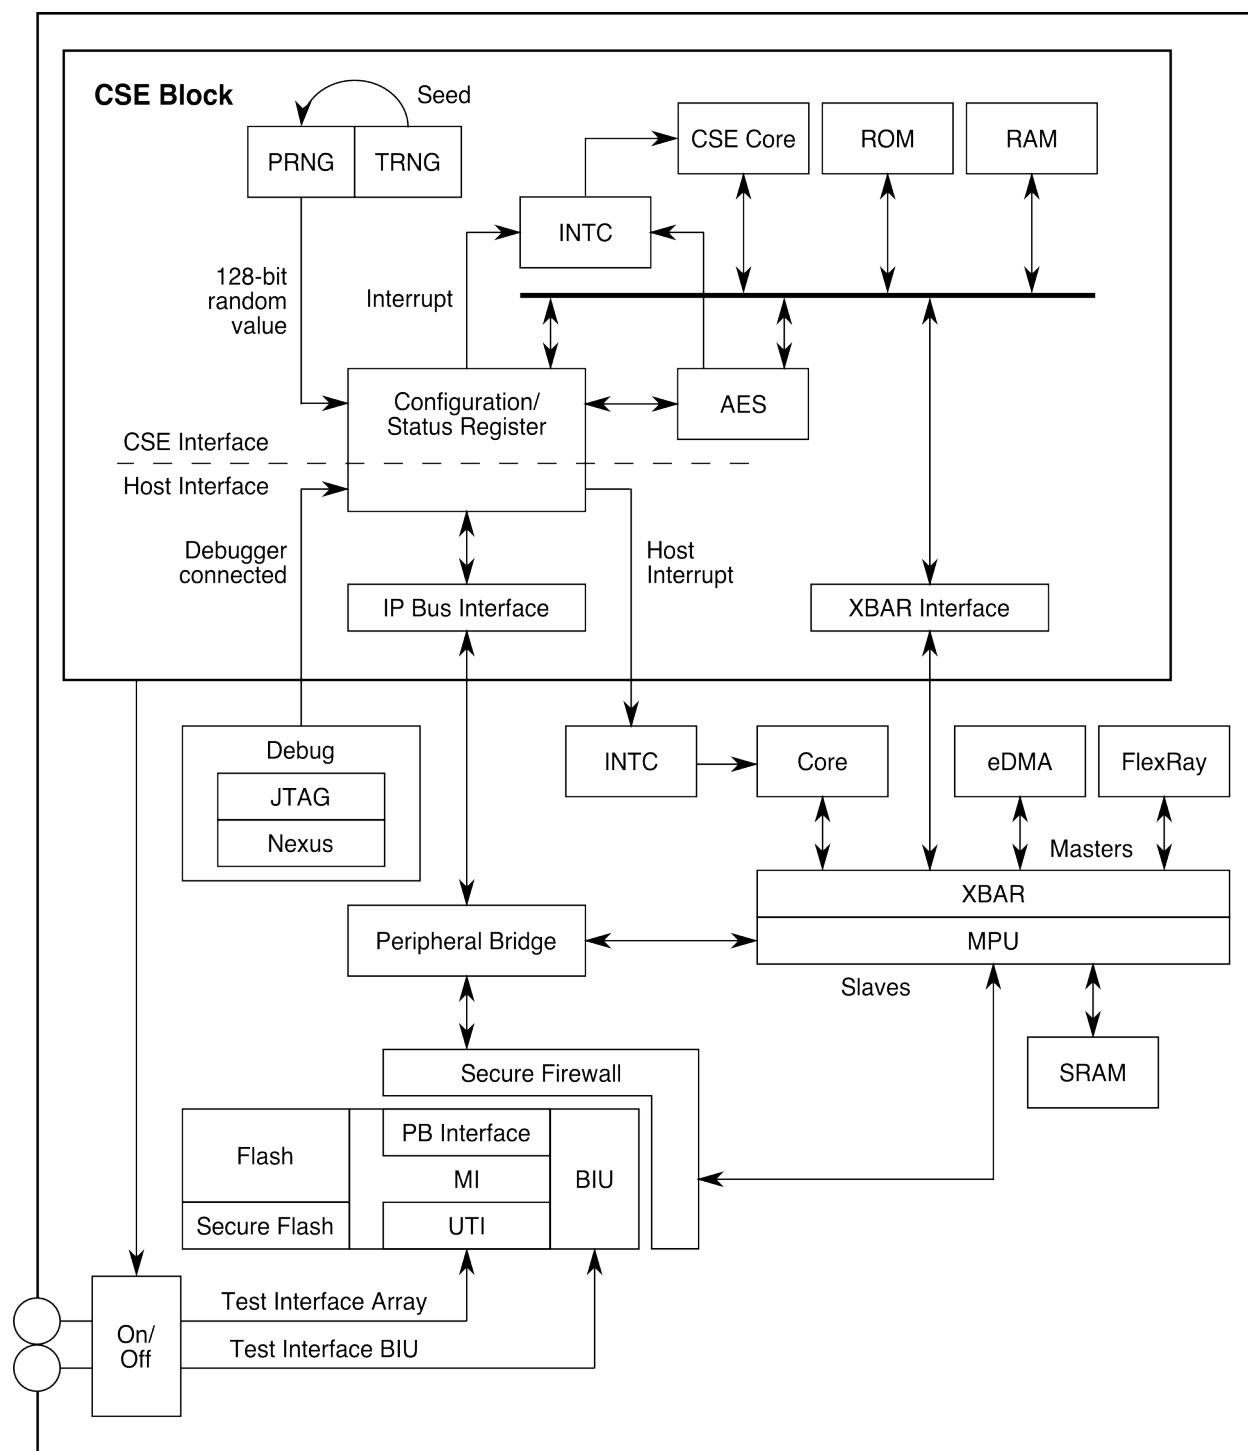 CSE Block
Seed
PRNG
TRNG
CSE Core
ROM
RAM
INTC
128-bit
random
value
Interrupt
Configuration/
Status Register
AES
CSE Interface
Host Interface
Debugger
connected
Host
Interrupt
IP Bus Interface
XBAR Interface
Debug
JTAG
Nexus
INTC
Core
eDMA
FlexRay
Masters
XBAR
MPU
Peripheral Bridge
Slaves
Secure Firewall
SRAM
Flash
PB Interface
MI
BIU
Secure Flash
UTI
Test Interface Array
On/
Off
Test Interface BIU